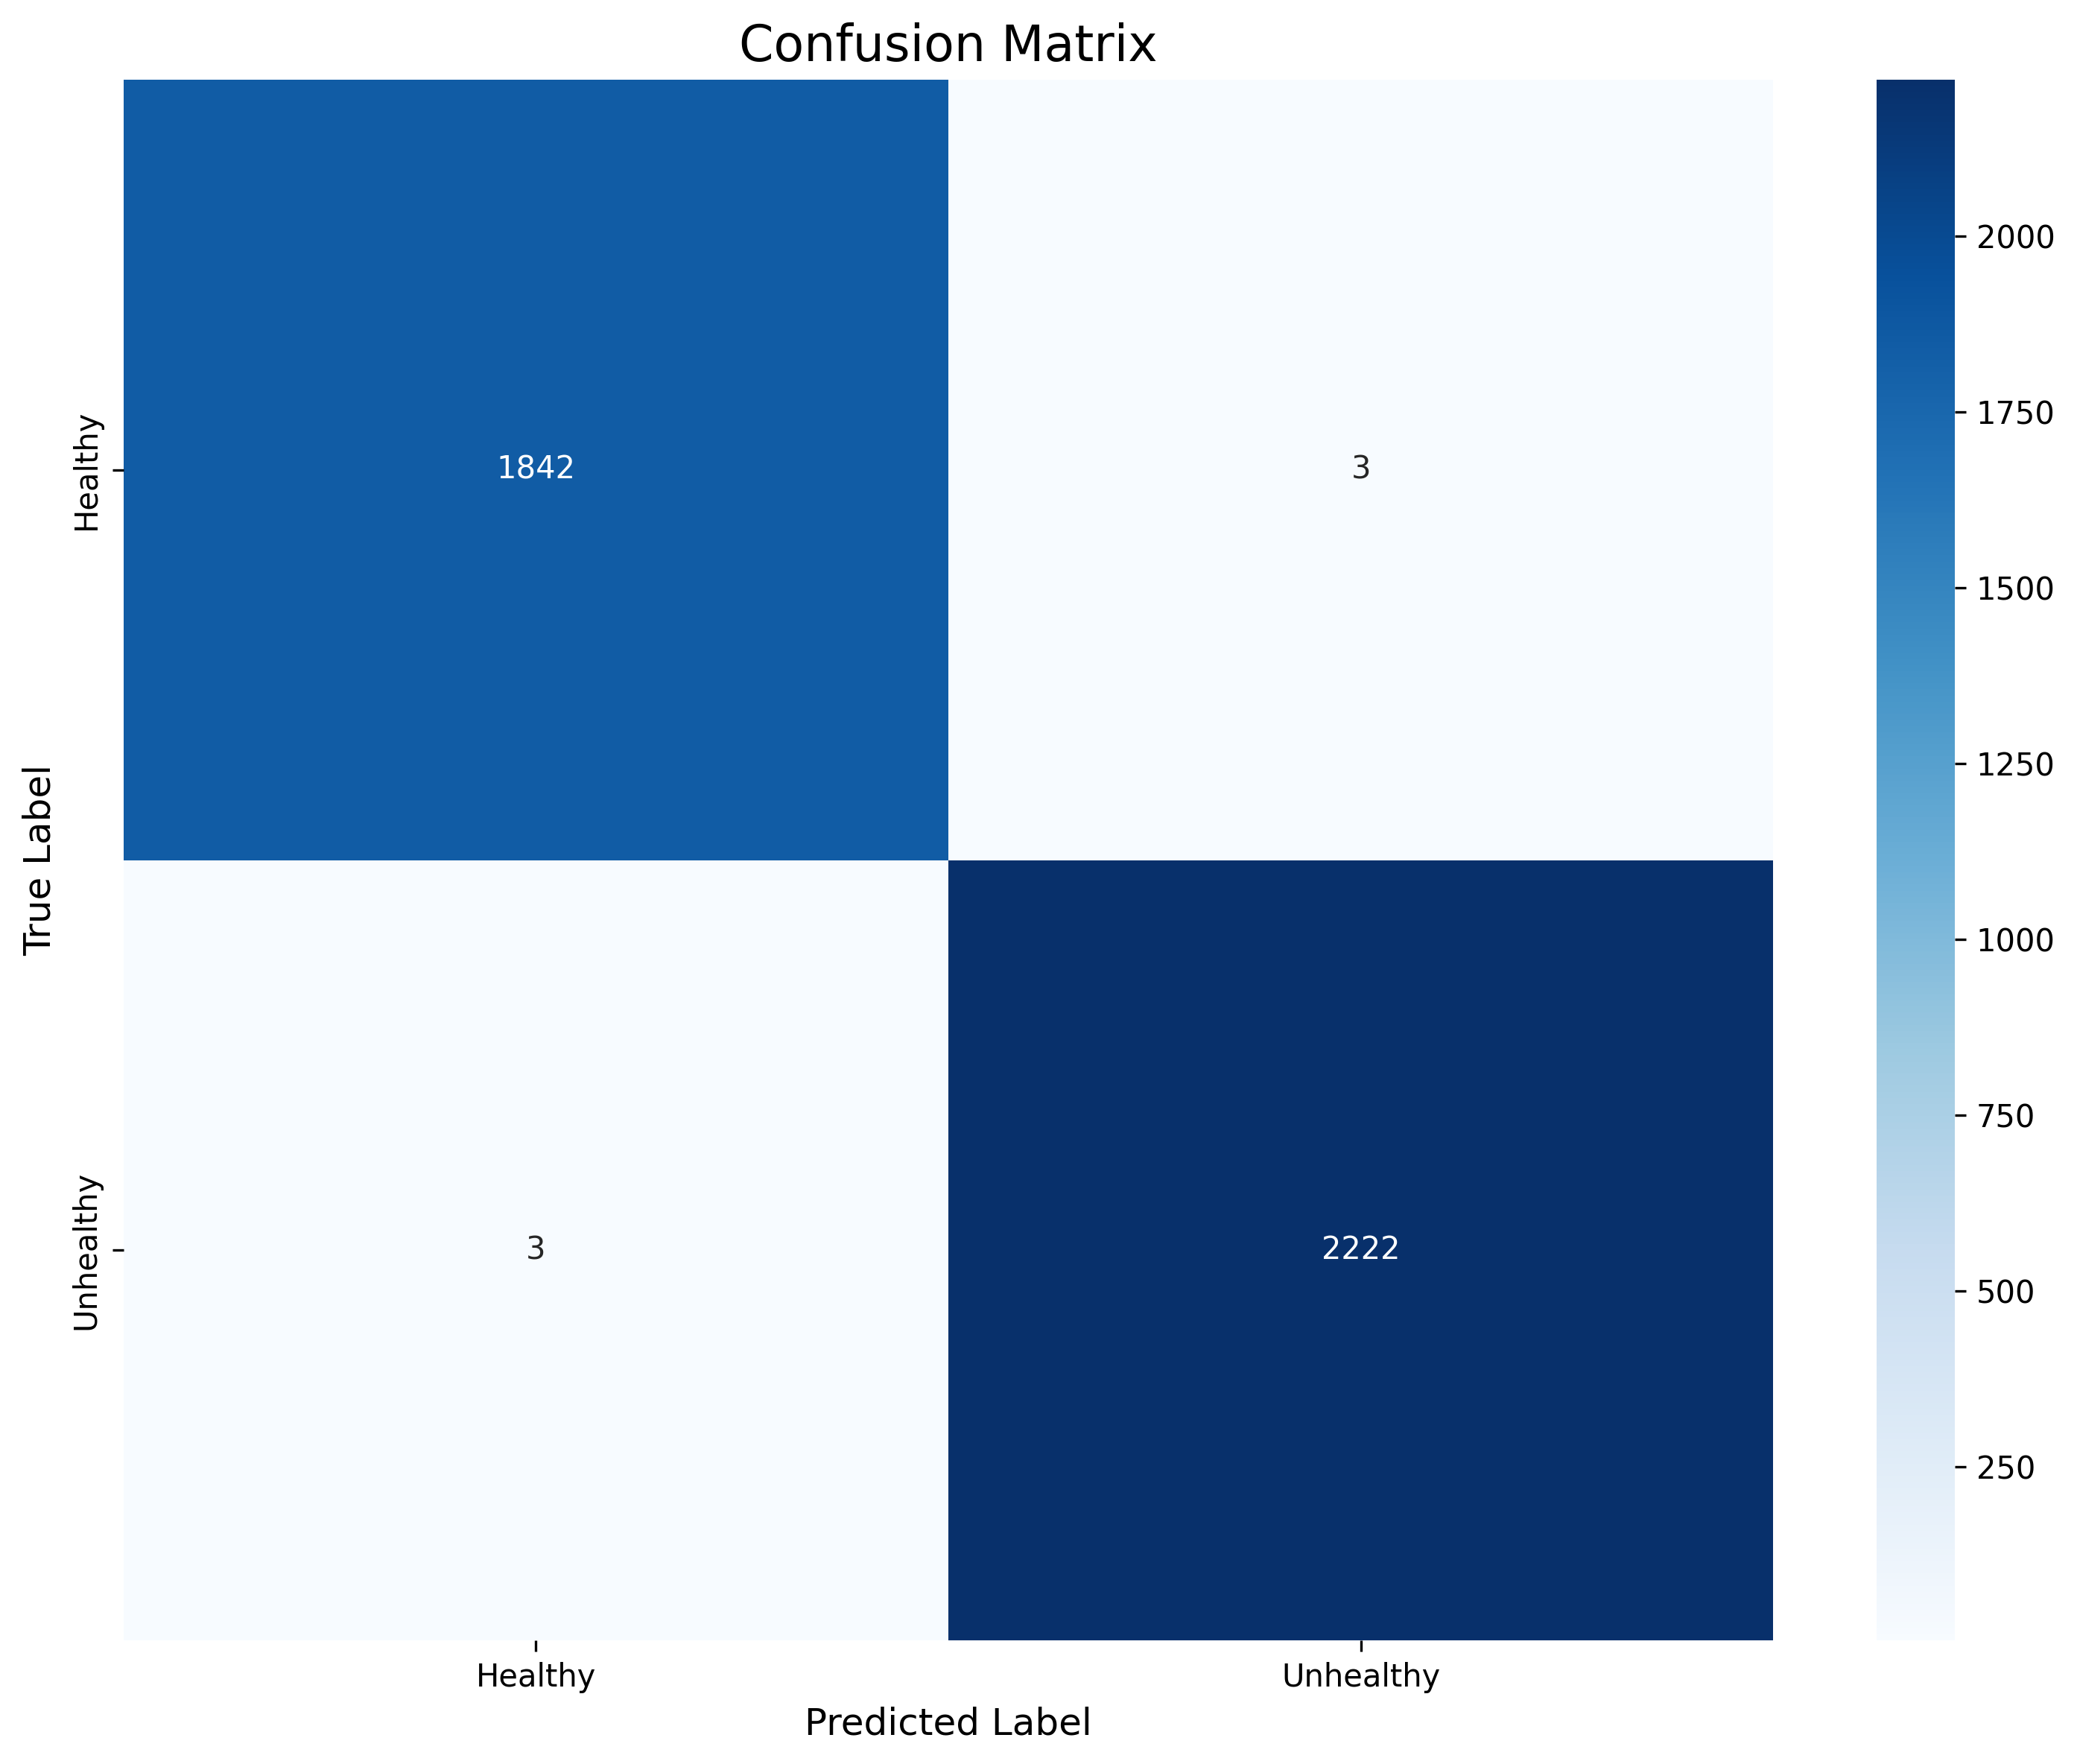 Confusion Matrix
True Label
Healthy
Unhealthy
1842
3
3
2222
Healthy
Unhealthy
Predicted Label
2000
1750
1500
1250
1000
750
500
250